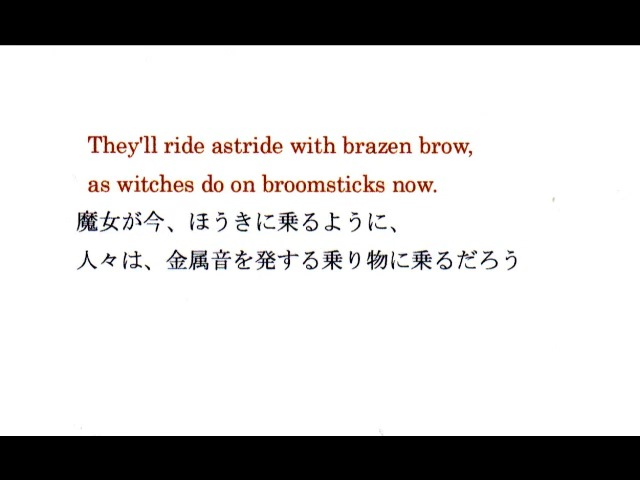 They'll ride astride with brazen brow,
as witches do on broomsticks now.
魔女が今、ほうきに乗るように、
人々は、金属音を発する乗り物に乗るだろう